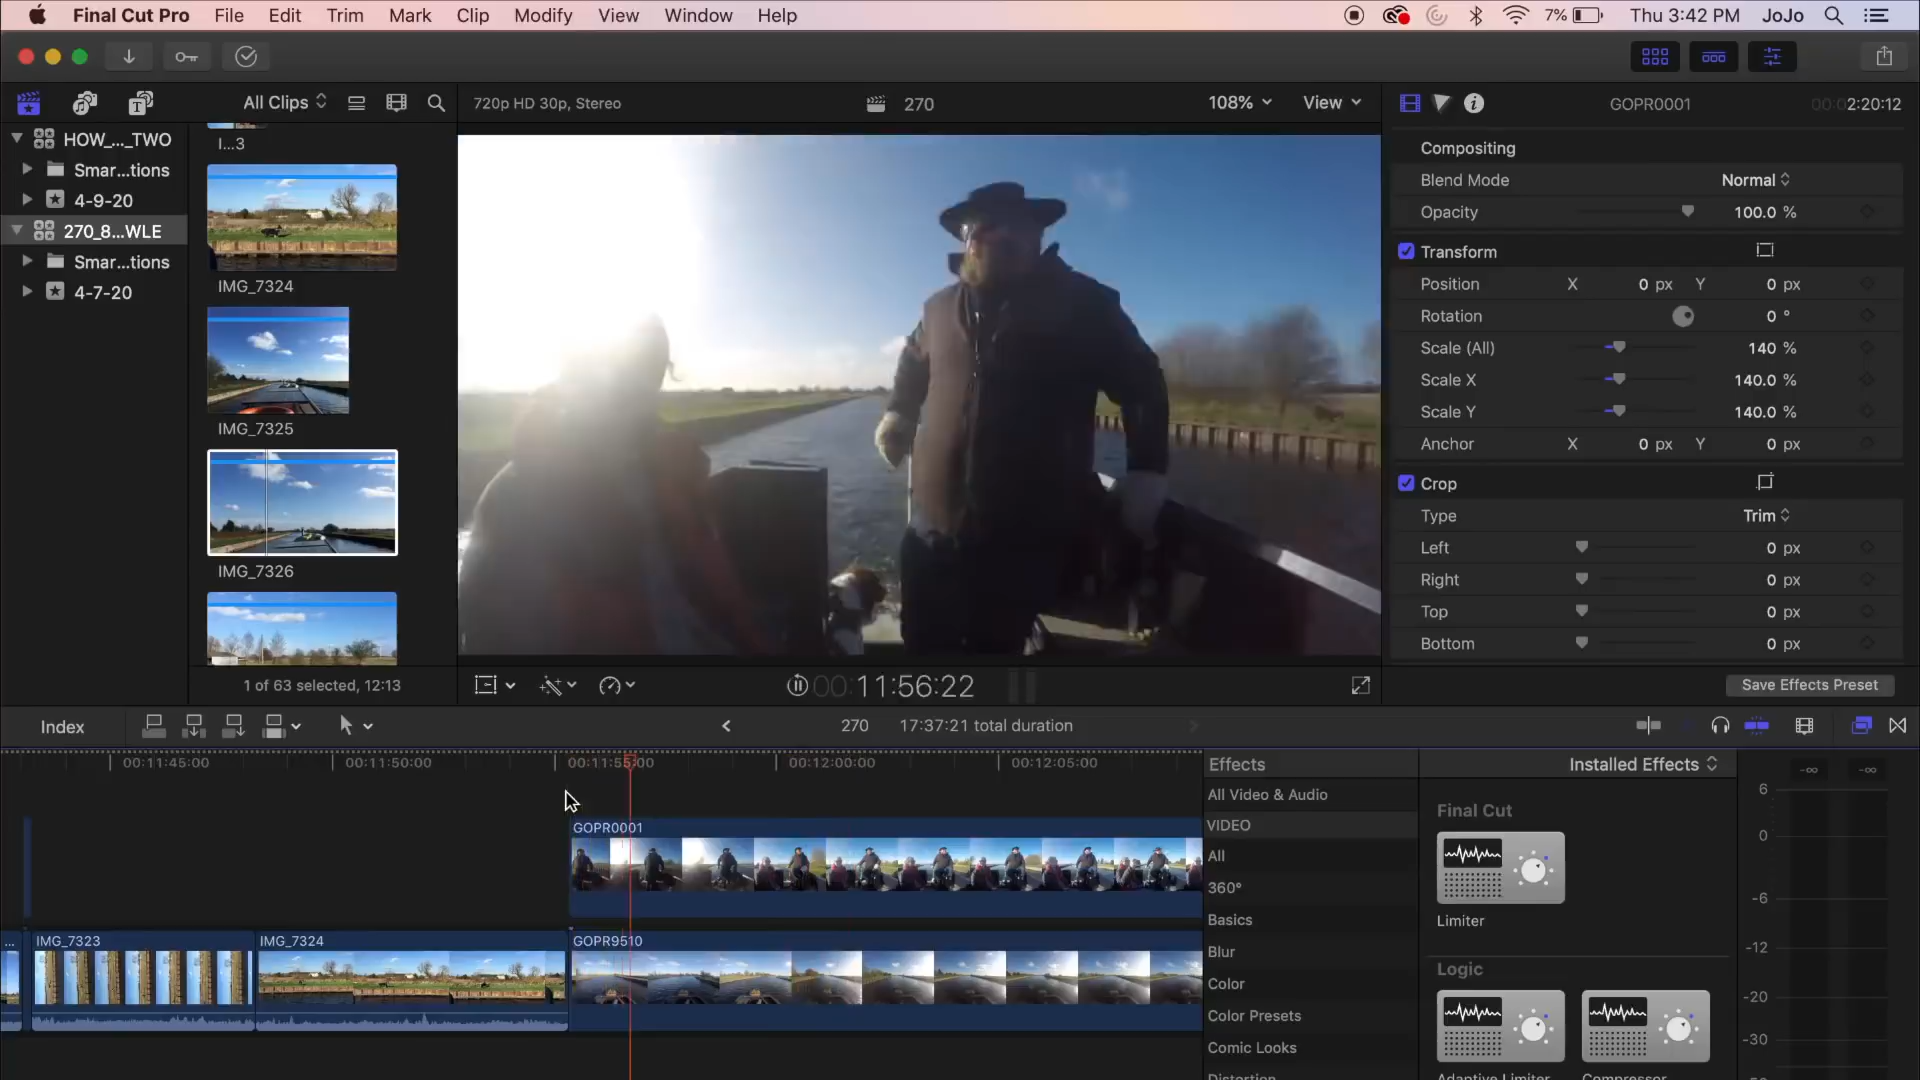 Final Cut Pro File Edit Trim Mark Clip Modify View Window Help 7% Thu 3:42 PM JoJo
All Clips 720p HD 30p, Stereo 270 108% View GOPR0001 00:02:20:12
HOW_..._TWO
Smar...tions
4-9-20
270_8...WLE
Smar...tions
4-7-20
I...3
IMG_7324
IMG_7325
IMG_7326
1 of 63 selected, 12:13
00:11:56:22
Compositing
Blend Mode Normal
Opacity 100.0 %
Transform
Position X 0 px Y 0 px
Rotation 0 °
Scale (All) 140 %
Scale X 140.0 %
Scale Y 140.0 %
Anchor X 0 px Y 0 px
Crop
Type Trim
Left 0 px
Right 0 px
Top 0 px
Bottom 0 px
Save Effects Preset
Index 270 17:37:21 total duration
00:11:45:00 00:11:50:00 00:11:55:00 00:12:00:00 00:12:05:00
GOPR0001
... IMG_7323 IMG_7324 GOPR9510
Effects Installed Effects
All Video & Audio
VIDEO
All
360°
Basics
Blur
Color
Color Presets
Comic Looks
Distortion
Final Cut
Limiter
Logic
Adaptive Limiter Compressor
-∞ -∞
6
0
-6
-12
-20
-30